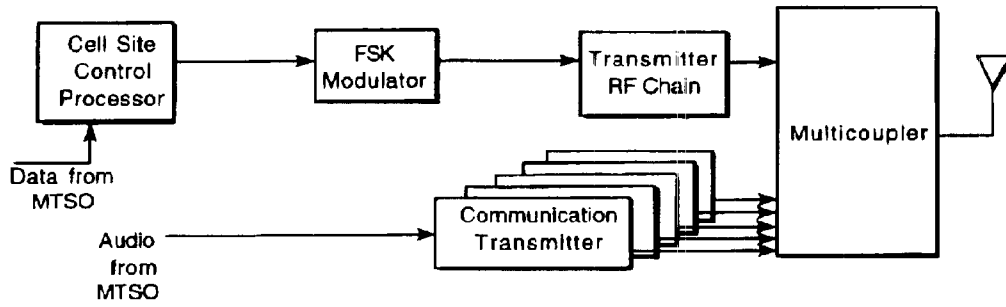 Cell Site
Control
Processor
FSK
Modulator
Transmitter
RF Chain
Multicoupler
Data from
MTSO
Communication
Transmitter
Audio
from
MTSO